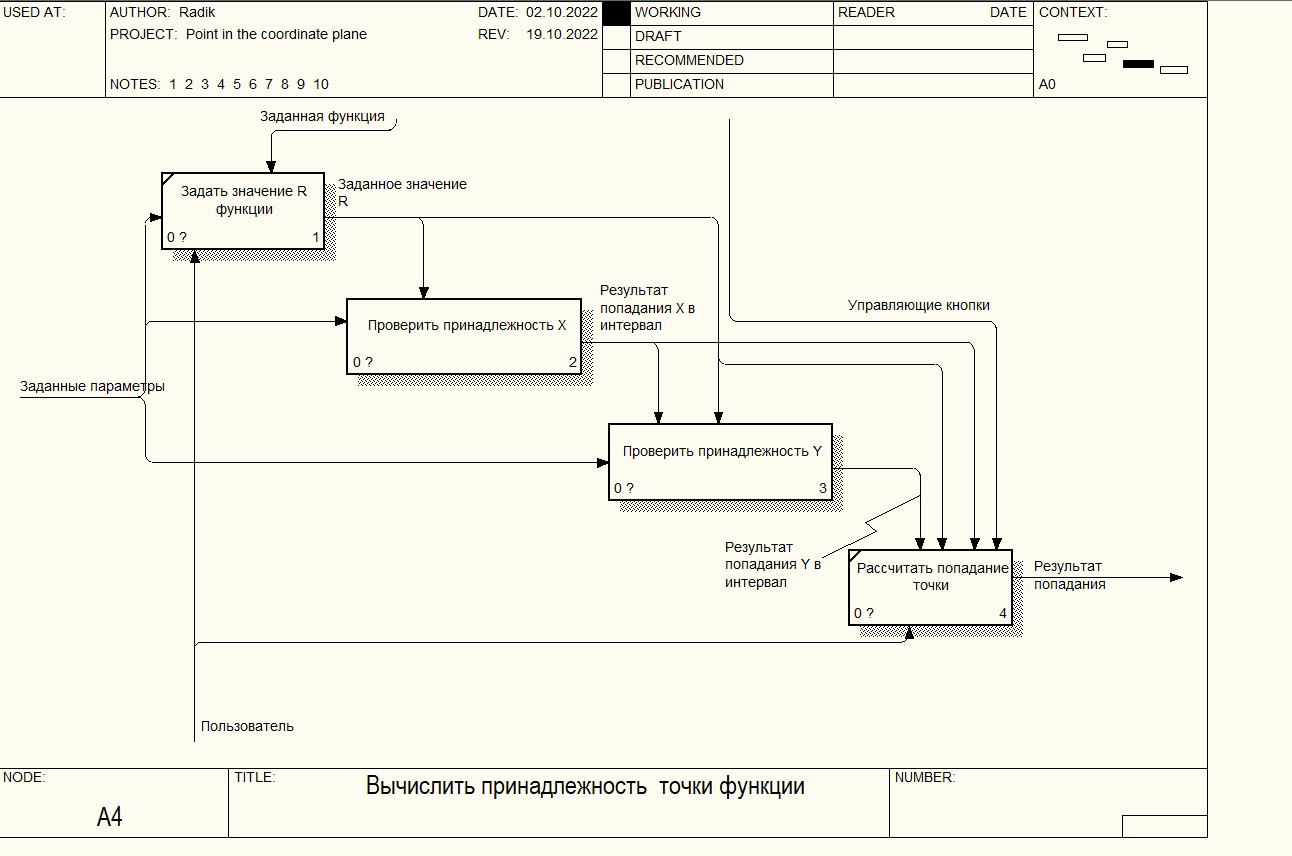 USED AT:
AUTHOR: Radik
DATE: 02.10.2022
PROJECT: Point in the coordinate plane
REV: 19.10.2022
NOTES: 1 2 3 4 5 6 7 8 9 10
WORKING
DRAFT
RECOMMENDED
PUBLICATION
READER
DATE
CONTEXT:
A0
Заданная функция
Задать значение R
функции
0 ?
1
Заданное значение
R
Результат
попадания X в
интервал
Управляющие кнопки
Проверить принадлежность X
0 ?
2
Заданные параметры
Проверить принадлежность Y
0 ?
3
Результат
попадания Y в
интервал
Рассчитать попадание
точки
0 ?
4
Результат
попадания
Пользователь
NODE:
A4
TITLE:
Вычислить принадлежность точки функции
NUMBER: